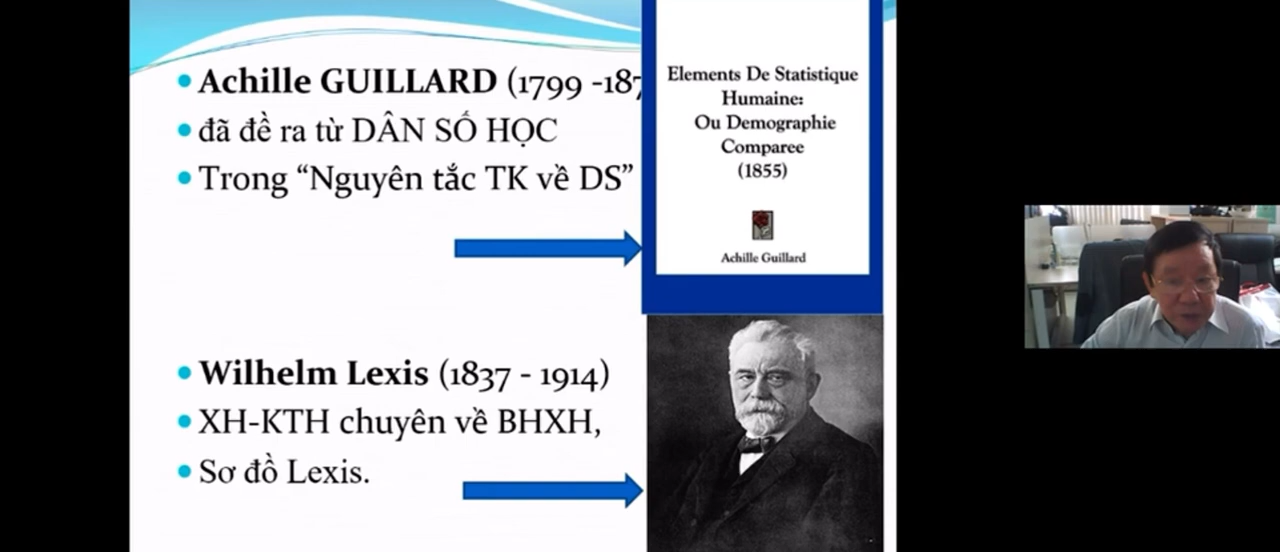 Achille GUILLARD (1799 -187
đã đề ra từ DÂN SỐ HỌC
Trong “Nguyên tắc TK về DS”
Elements De Statistique
Humaine:
Ou Demographie
Comparee
(1855)
Achille Guillard
Wilhelm Lexis (1837 - 1914)
XH-KTH chuyên về BHXH,
Sơ đồ Lexis.